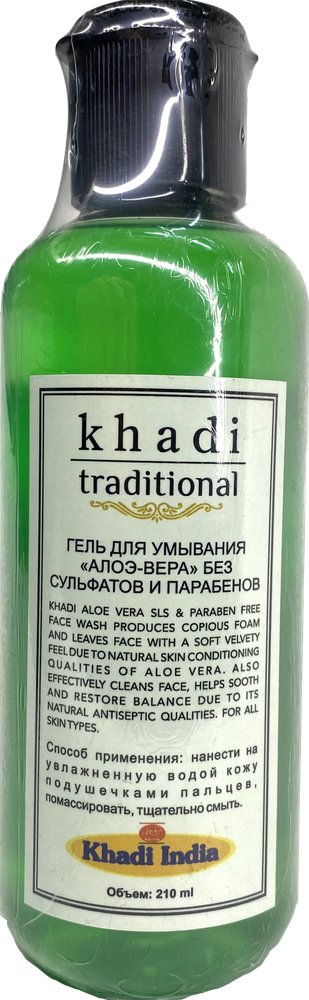 khadi
traditional
ГЕЛЬ ДЛЯ УМЫВАНИЯ
«АЛОЭ-ВЕРА» БЕЗ
СУЛЬФАТОВ И ПАРАБЕНОВ
KHADI ALOE VERA SLS & PARABEN FREE
FACE WASH PRODUCES COPIOUS FOAM
AND LEAVES FACE WITH A SOFT VELVETY
FEEL DUE TO NATURAL SKIN CONDITIONING
QUALITIES OF ALOE VERA. ALSO
EFFECTIVELY CLEANS FACE, HELPS SOOTH
AND RESTORE BALANCE DUE TO ITS
NATURAL ANTISEPTIC QUALITIES. FOR ALL
SKIN TYPES.
Способ применения: нанести на
увлажненную водой кожу
подушечками пальцев,
помассировать, тщательно смыть.
Khadi India
Объем: 210 ml